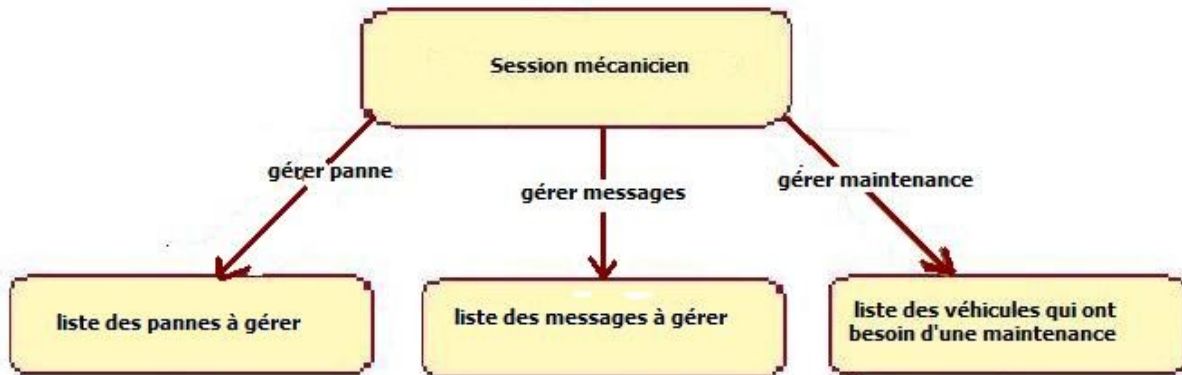 Session mécanicien
gérer panne
gérer messages
gérer maintenance
liste des pannes à gérer
liste des messages à gérer
liste des véhicules qui ont
besoin d'une maintenance